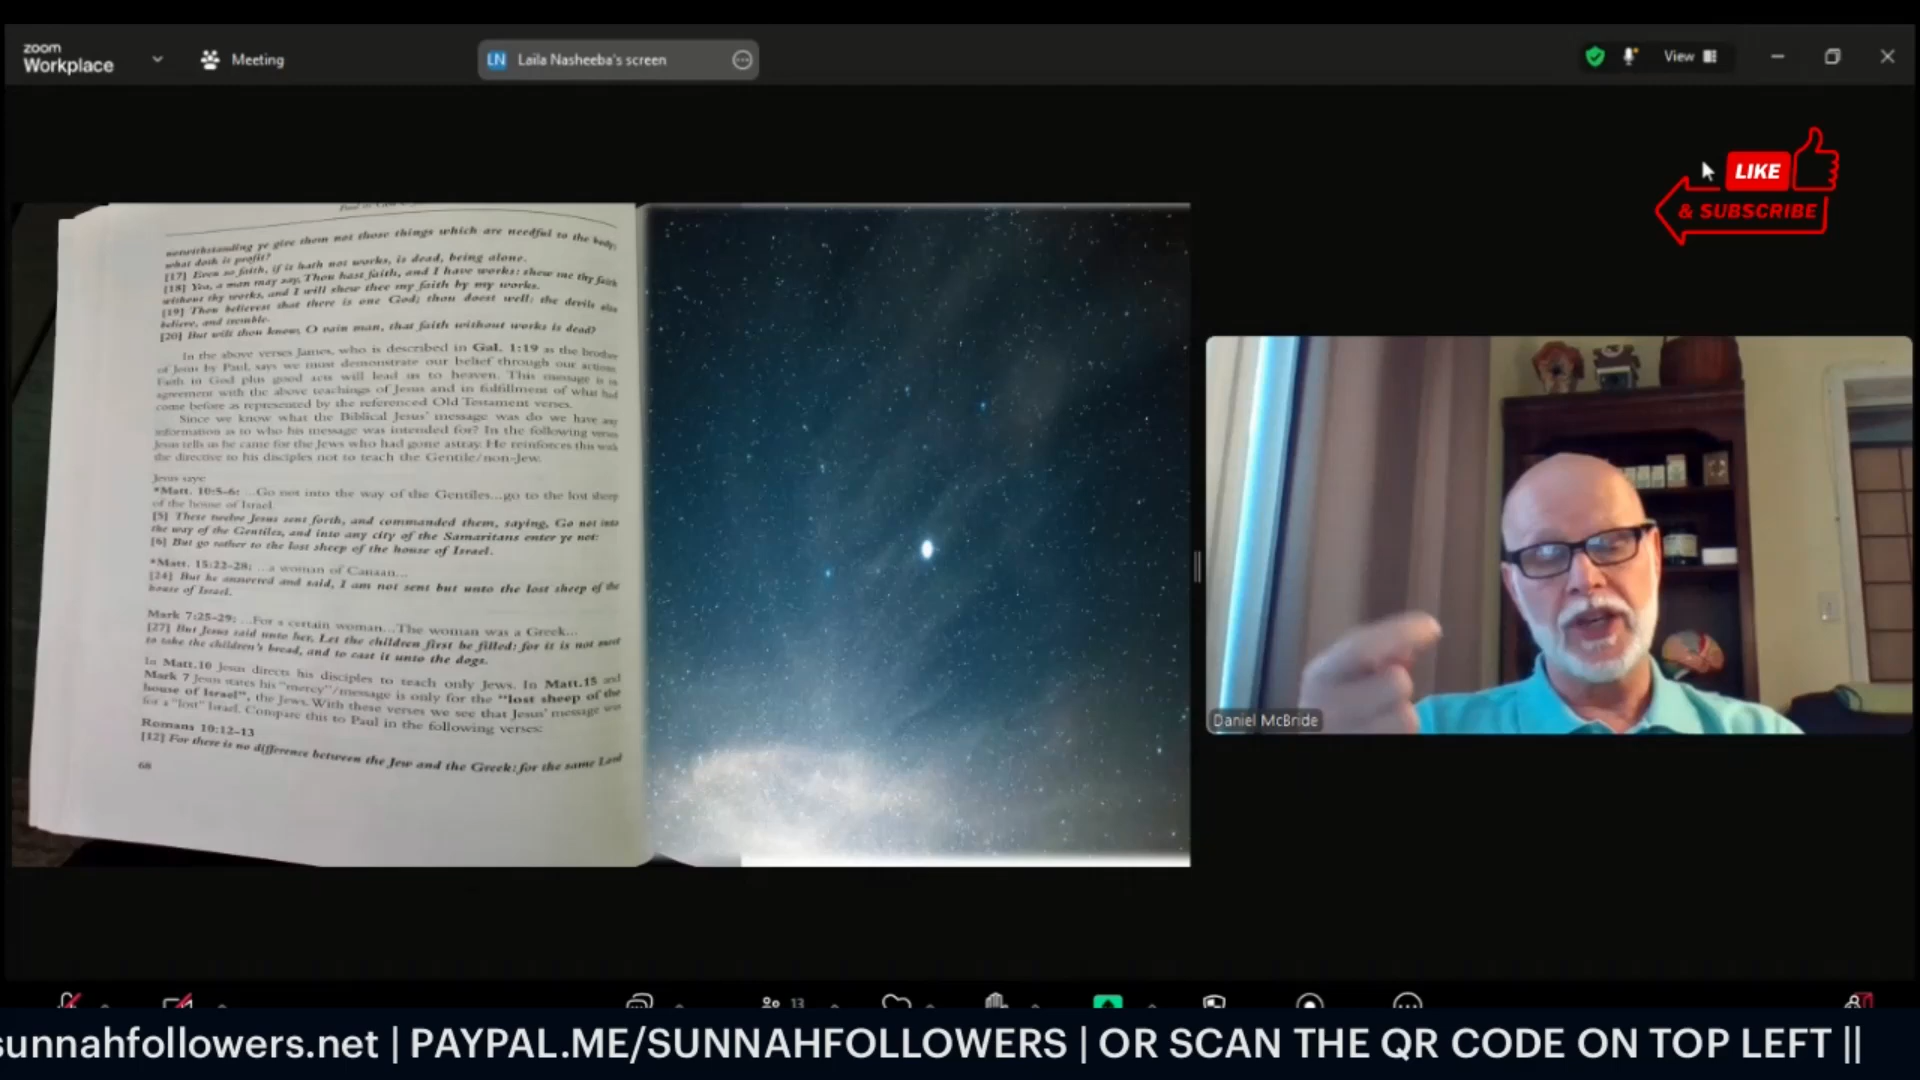 zoom
Workplace
Meeting
LN Laila Nasheeba's screen
View
LIKE
& SUBSCRIBE
notwithstanding ye give them not those things which are needful to the body;
what doth it profit?
[17] Even so faith, if it hath not works, is dead, being alone.
[18] Yea, a man may say, Thou hast faith, and I have works: shew me thy faith
without thy works, and I will shew thee my faith by my works.
[19] Thou believest that there is one God; thou doest well: the devils also
believe, and tremble.
[20] But wilt thou know, O vain man, that faith without works is dead?
In the above verses James, who is described in Gal. 1:19 as the brother
of Jesus by Paul, says we must demonstrate our belief through our actions.
Faith in God plus good acts will lead us to heaven. This message is in
agreement with the above teachings of Jesus and in fulfillment of what had
come before as represented by the referenced Old Testament verses.
Since we know what the Biblical Jesus' message was do we have any
information as to who his message was intended for? In the following verses
Jesus tells us he came for the Jews who had gone astray. He reinforces this with
the directive to his disciples not to teach the Gentile/non-Jew.
Jesus says:
*Matt. 10:5-6: ...Go not into the way of the Gentiles...go to the lost sheep
of the house of Israel.
[5] These twelve Jesus sent forth, and commanded them, saying, Go not into
the way of the Gentiles, and into any city of the Samaritans enter ye not:
[6] But go rather to the lost sheep of the house of Israel.
*Matt. 15:22-28: ...a woman of Canaan...
[24] But he answered and said, I am not sent but unto the lost sheep of the
house of Israel.
Mark 7:25-29: ...For a certain woman...The woman was a Greek...
[27] But Jesus said unto her, Let the children first be filled: for it is not meet
to take the children's bread, and to cast it unto the dogs.
In Matt.10 Jesus directs his disciples to teach only Jews. In Matt.15 and
Mark 7 Jesus states his "mercy"/message is only for the "lost sheep of the
house of Israel", the Jews. With these verses we see that Jesus' message was
for a "lost" Israel. Compare this to Paul in the following verses:
Romans 10:12-13
[12] For there is no difference between the Jew and the Greek: for the same Lord
68
Daniel McBride
13
sunnahfollowers.net | PAYPAL.ME/SUNNAHFOLLOWERS | OR SCAN THE QR CODE ON TOP LEFT ||